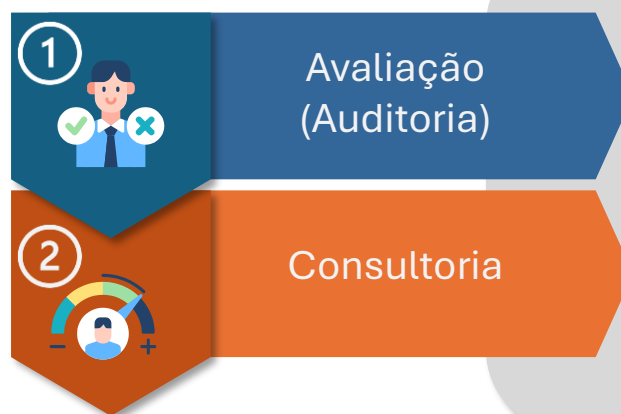 1
Avaliação
(Auditoria)
2
Consultoria
− +